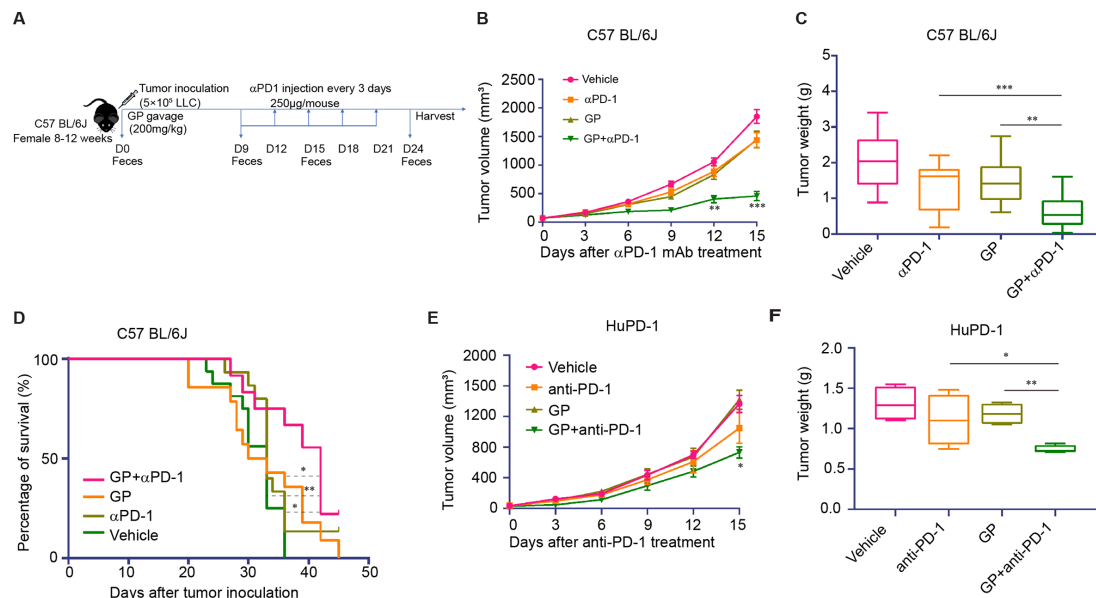 A
Tumor inoculation
(5×10⁵ LLC)
GP gavage
(200mg/kg)
αPD1 injection every 3 days
250μg/mouse
Harvest
C57 BL/6J
Female 8-12 weeks
D0
Feces
D9
Feces
D12
D15
Feces
D18
D21
D24
Feces
B
C57 BL/6J
Tumor volume (mm³)
2500
2000
1500
1000
500
0
0
3
6
9
12
15
Vehicle
αPD-1
GP
GP+αPD-1
**
***
Days after αPD-1 mAb treatment
C
C57 BL/6J
Tumor weight (g)
5
4
3
2
1
0
***
**
Vehicle
αPD-1
GP
GP+αPD-1
D
C57 BL/6J
Percentage of survival (%)
100
50
0
0
10
20
30
40
50
GP+αPD-1
GP
αPD-1
Vehicle
*
**
*
Days after tumor inoculation
E
HuPD-1
Tumor volume (mm³)
2000
1600
1200
800
400
0
0
3
6
9
12
15
Vehicle
anti-PD-1
GP
GP+anti-PD-1
*
Days after anti-PD-1 treatment
F
HuPD-1
Tumor weight (g)
2.0
1.5
1.0
0.5
0.0
*
**
Vehicle
anti-PD-1
GP
GP+anti-PD-1